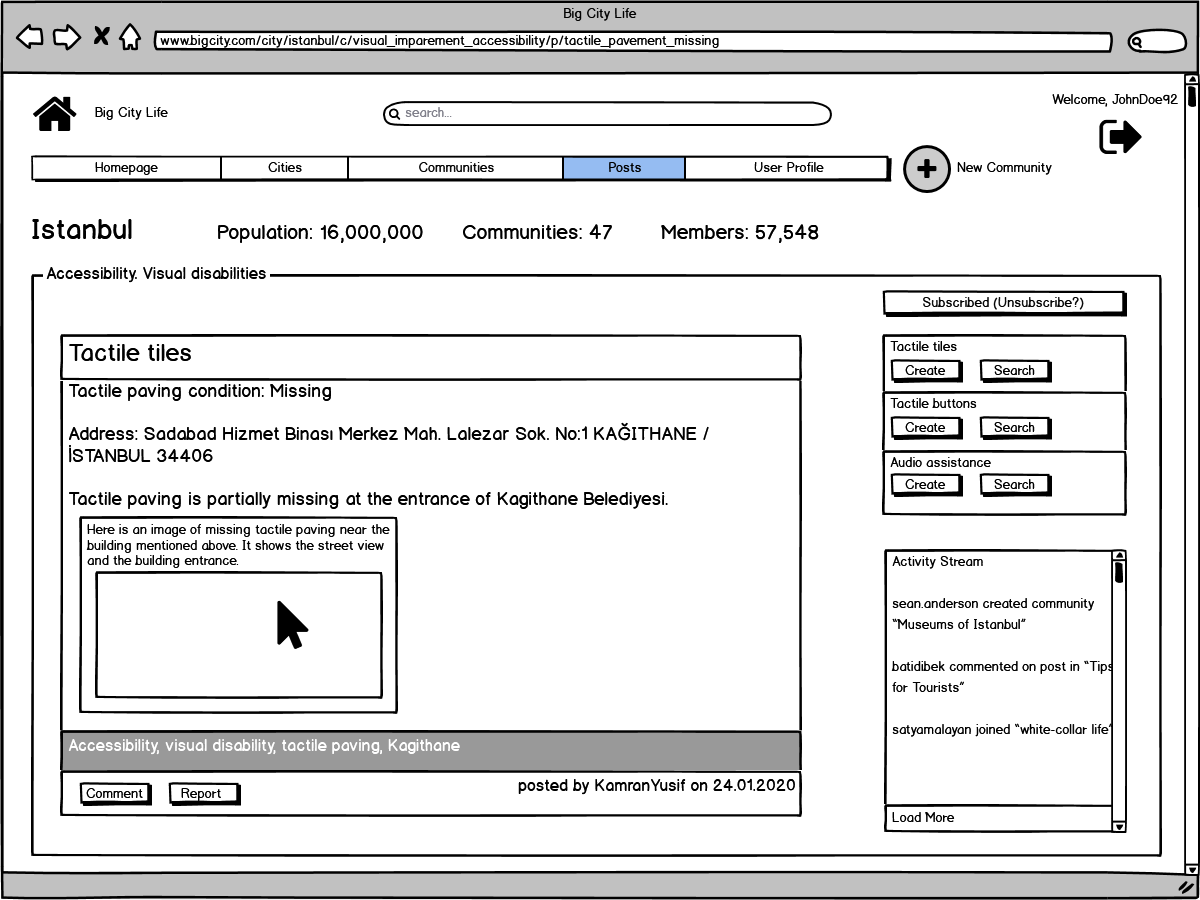 Big City Life
www.bigcity.com/city/istanbul/c/visual_imparement_accessibility/p/tactile_pavement_missing
Welcome, JohnDoe92
Big City Life
search...
Homepage
Cities
Communities
Posts
User Profile
New Community
Istanbul
Population: 16,000,000
Communities: 47
Members: 57,548
Accessibility. Visual disabilities
Subscribed (Unsubscribe?)
Tactile tiles
Tactile paving condition: Missing
Address: Sadabad Hizmet Binası Merkez Mah. Lalezar Sok. No:1 KAĞITHANE /
İSTANBUL 34406
Tactile paving is partially missing at the entrance of Kagithane Belediyesi.
Here is an image of missing tactile paving near the
building mentioned above. It shows the street view
and the building entrance.
Accessibility, visual disability, tactile paving, Kagithane
Comment
Report
posted by KamranYusif on 24.01.2020
Tactile tiles
Create
Search
Tactile buttons
Create
Search
Audio assistance
Create
Search
Activity Stream
sean.anderson created community
“Museums of Istanbul”
batidibek commented on post in “Tips
for Tourists”
satyamalayan joined “white-collar life”
Load More